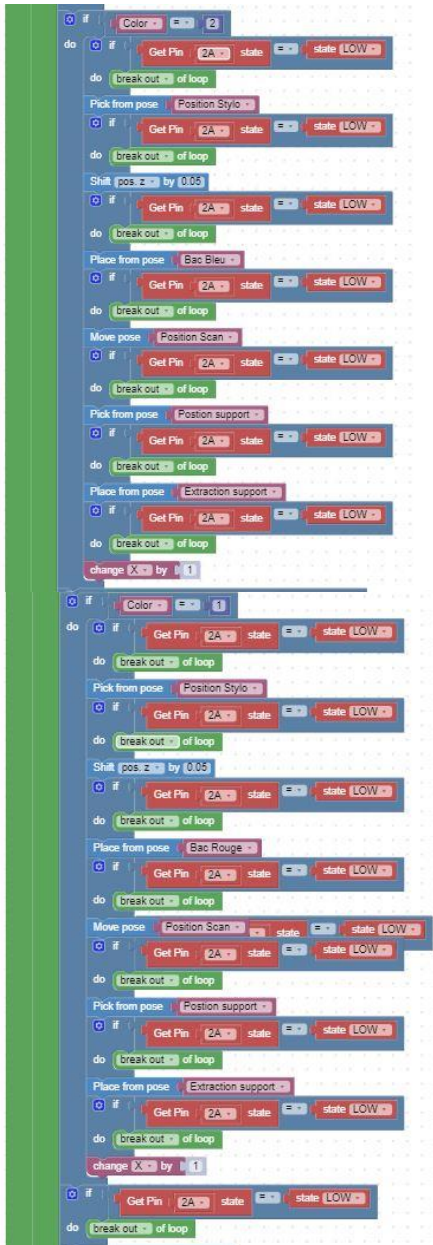 if Color = 2
do if Get Pin 2A state = state LOW
do break out of loop
Pick from pose Position Stylo
if Get Pin 2A state = state LOW
do break out of loop
Shift pos. z by 0.05
if Get Pin 2A state = state LOW
do break out of loop
Place from pose Bac Bleu
if Get Pin 2A state = state LOW
do break out of loop
Move pose Position Scan
if Get Pin 2A state = state LOW
do break out of loop
Pick from pose Postion support
if Get Pin 2A state = state LOW
do break out of loop
Place from pose Extraction support
if Get Pin 2A state = state LOW
do break out of loop
change X by 1
if Color = 1
do if Get Pin 2A state = state LOW
do break out of loop
Pick from pose Position Stylo
if Get Pin 2A state = state LOW
do break out of loop
Shift pos. z by 0.05
if Get Pin 2A state = state LOW
do break out of loop
Place from pose Bac Rouge
if Get Pin 2A state = state LOW
do break out of loop
Move pose Position Scan state = state LOW
if Get Pin 2A state = state LOW
do break out of loop
Pick from pose Postion support
if Get Pin 2A state = state LOW
do break out of loop
Place from pose Extraction support
if Get Pin 2A state = state LOW
do break out of loop
change X by 1
if Get Pin 2A state = state LOW
do break out of loop